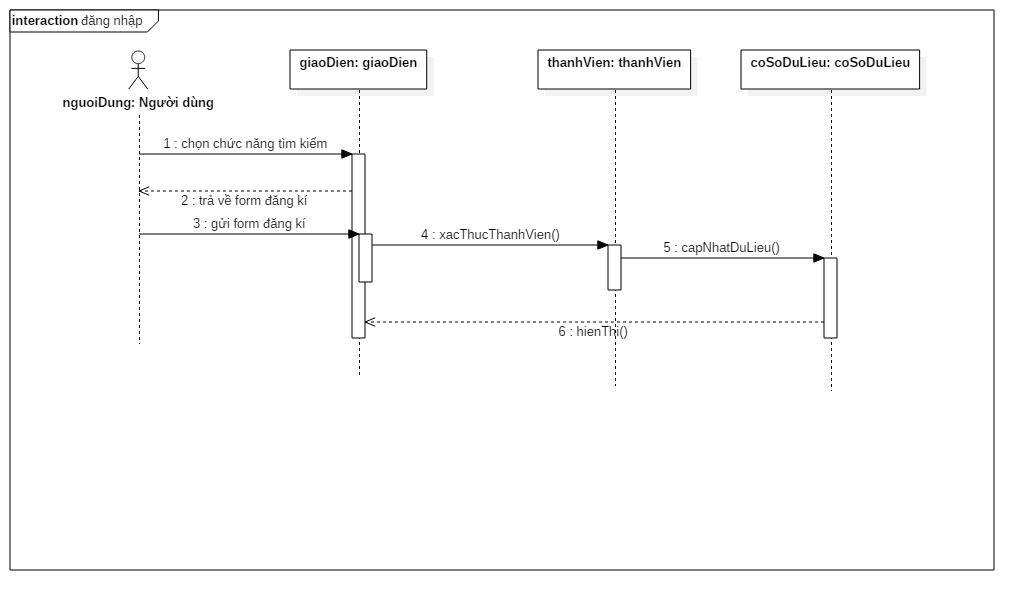 interaction đăng nhập
nguoiDung: Người dùng
giaoDien: giaoDien
thanhVien: thanhVien
coSoDuLieu: coSoDuLieu
1 : chọn chức năng tìm kiếm
2 : trả về form đăng kí
3 : gửi form đăng kí
4 : xacThucThanhVien()
5 : capNhatDuLieu()
6 : hienThi()